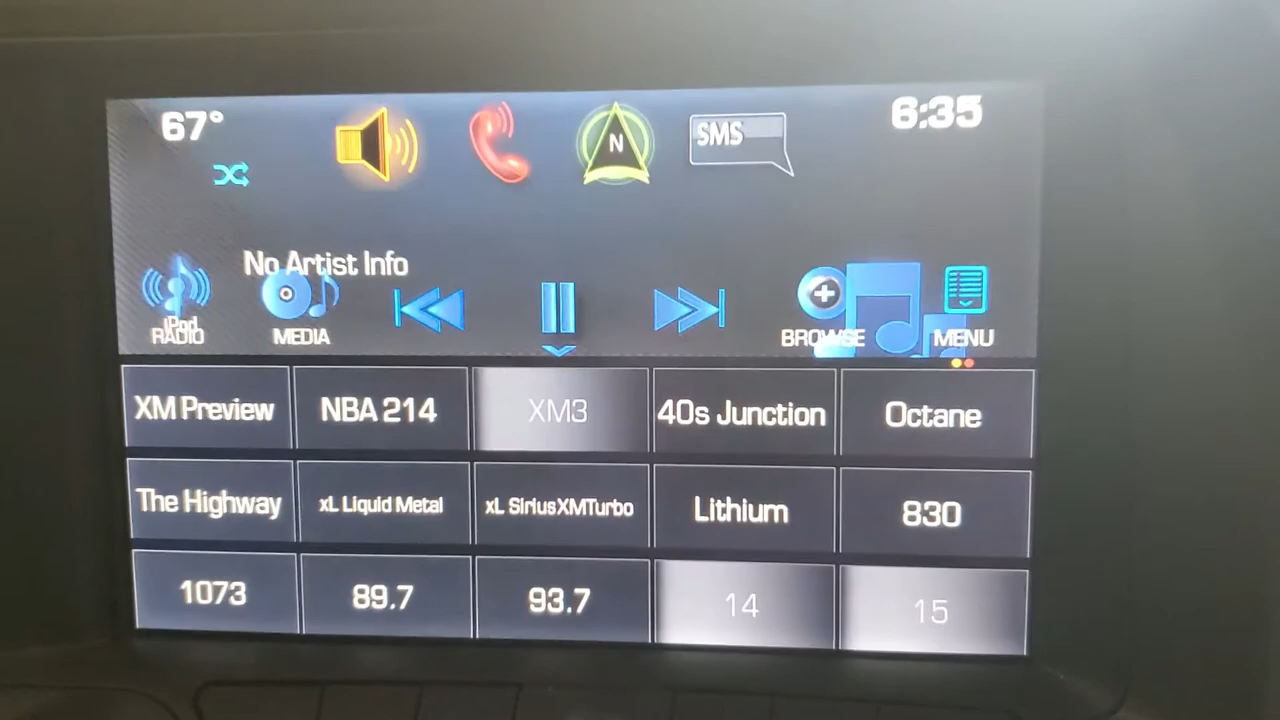 67°
SMS
6:35
N
No Artist Info
iPod
RADIO
MEDIA
BROWSE
MENU
XM Preview
NBA 214
XM3
40s Junction
Octane
The Highway
xL Liquid Metal
xL SiriusXMTurbo
Lithium
830
1073
89.7
93.7
14
15